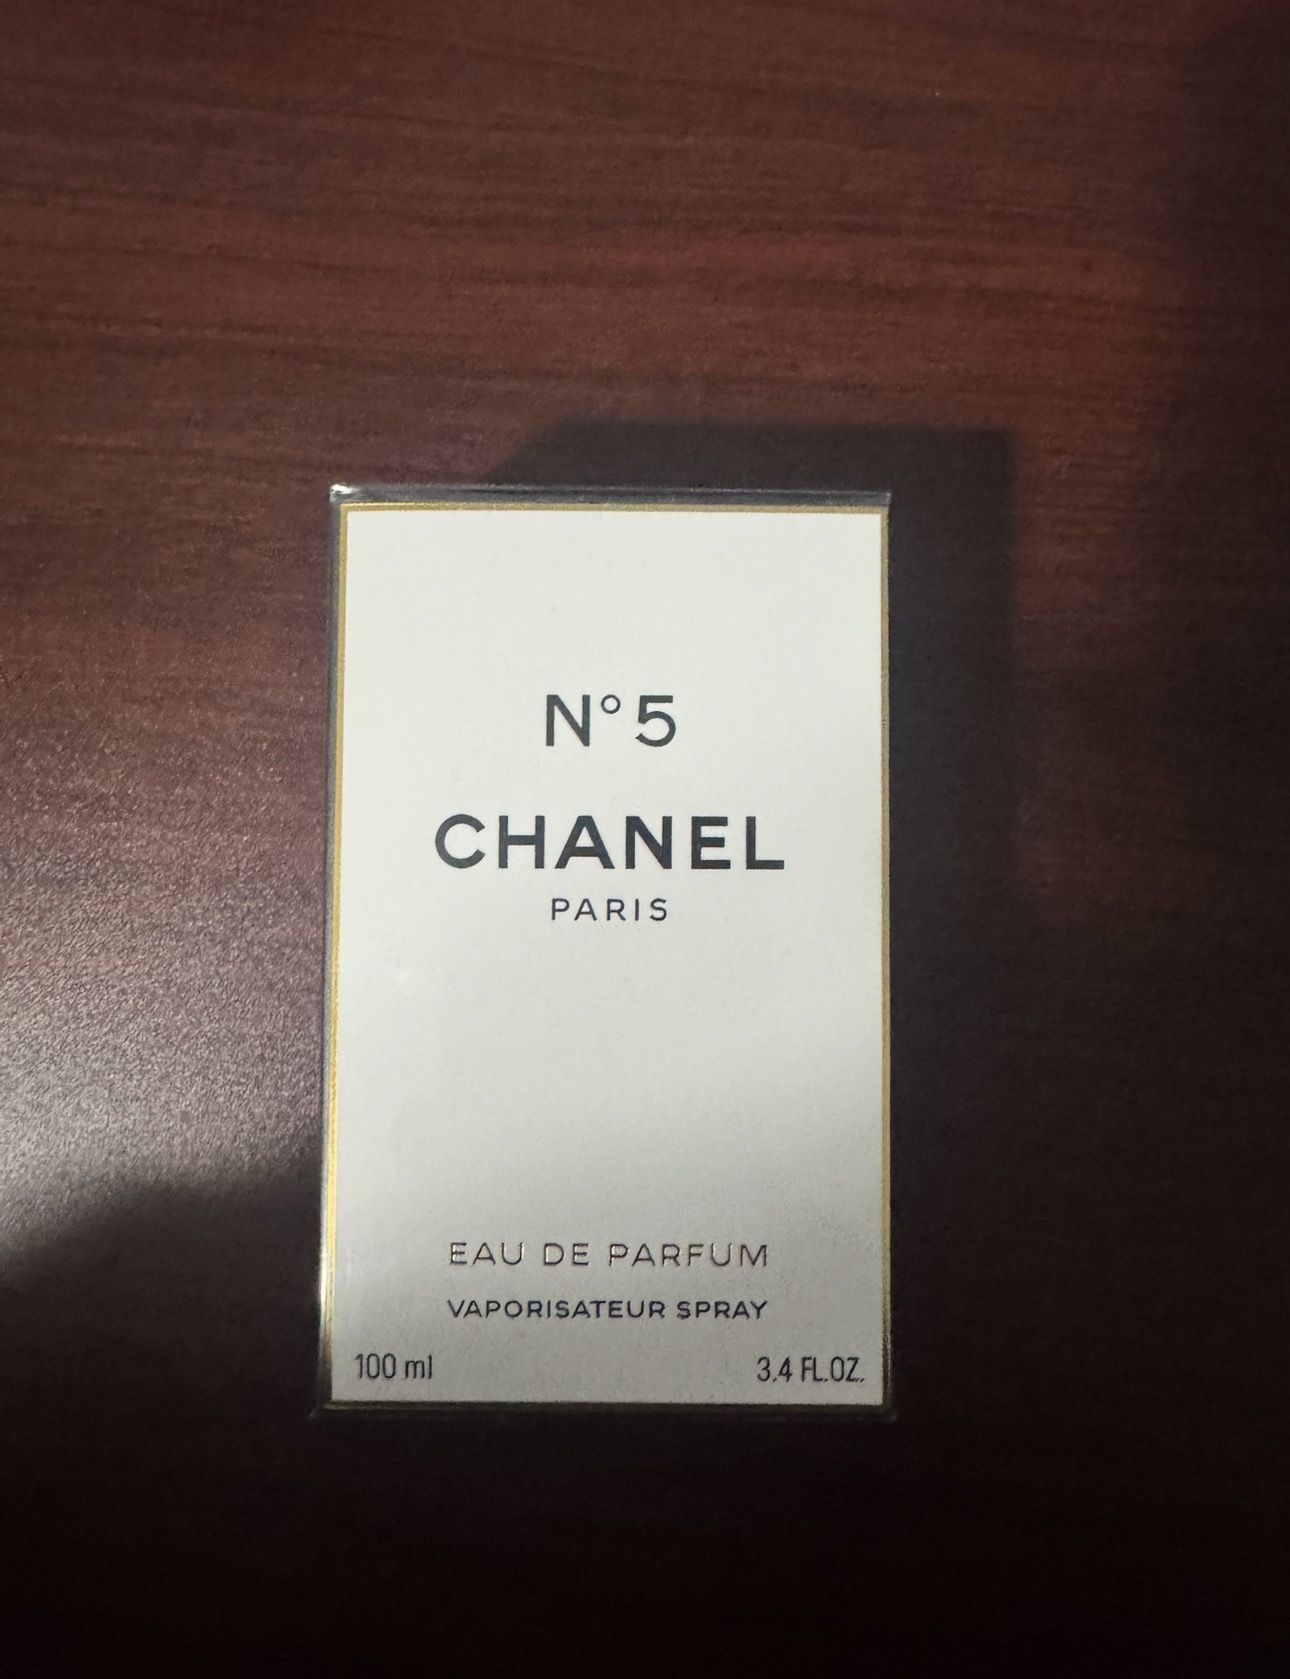 N°5
CHANEL
PARIS
EAU DE PARFUM
VAPORISATEUR SPRAY
100 ml 3.4 FL.OZ.